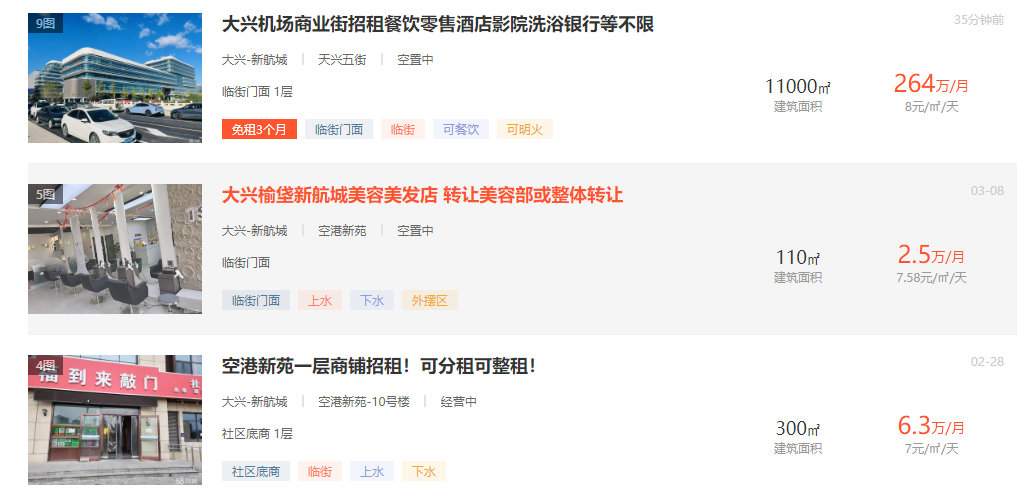 9图
大兴机场商业街招租餐饮零售酒店影院洗浴银行等不限
35分钟前
大兴-新航城 | 天兴五街 | 空置中
临街门面 1层
11000㎡
建筑面积
264万/月
8元/㎡/天
免租3个月 临街门面 临街 可餐饮 可明火
5图
大兴榆垡新航城美容美发店 转让美容部或整体转让
03-08
大兴-新航城 | 空港新苑 | 空置中
临街门面
110㎡
建筑面积
2.5万/月
7.58元/㎡/天
临街门面 上水 下水 外摆区
4图
福到来敲门
空港新苑一层商铺招租！可分租可整租！
02-28
大兴-新航城 | 空港新苑-10号楼 | 经营中
社区底商 1层
300㎡
建筑面积
6.3万/月
7元/㎡/天
社区底商 临街 上水 下水